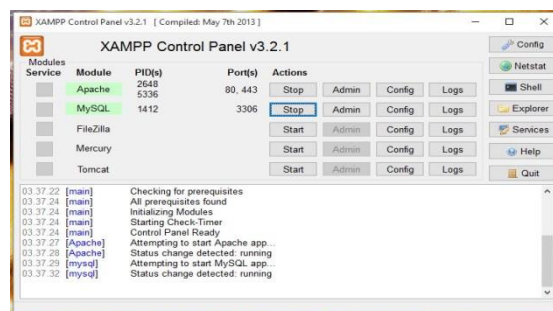 XAMPP Control Panel v3.2.1 [ Compiled: May 7th 2013 ]
XAMPP Control Panel v3.2.1
Config
Modules
Service Module PID(s) Port(s) Actions
Netstat
Apache 2648 5336 80, 443 Stop Admin Config Logs
Shell
MySQL 1412 3306 Stop Admin Config Logs
Explorer
FileZilla Start Admin Config Logs
Services
Mercury Start Admin Config Logs
Help
Tomcat Start Admin Config Logs
Quit
03.37.22 [main] Checking for prerequisites
03.37.24 [main] All prerequisites found
03.37.24 [main] Initializing Modules
03.37.24 [main] Starting Check-Timer
03.37.24 [main] Control Panel Ready
03.37.27 [Apache] Attempting to start Apache app...
03.37.28 [Apache] Status change detected: running
03.37.29 [mysql] Attempting to start MySQL app...
03.37.32 [mysql] Status change detected: running